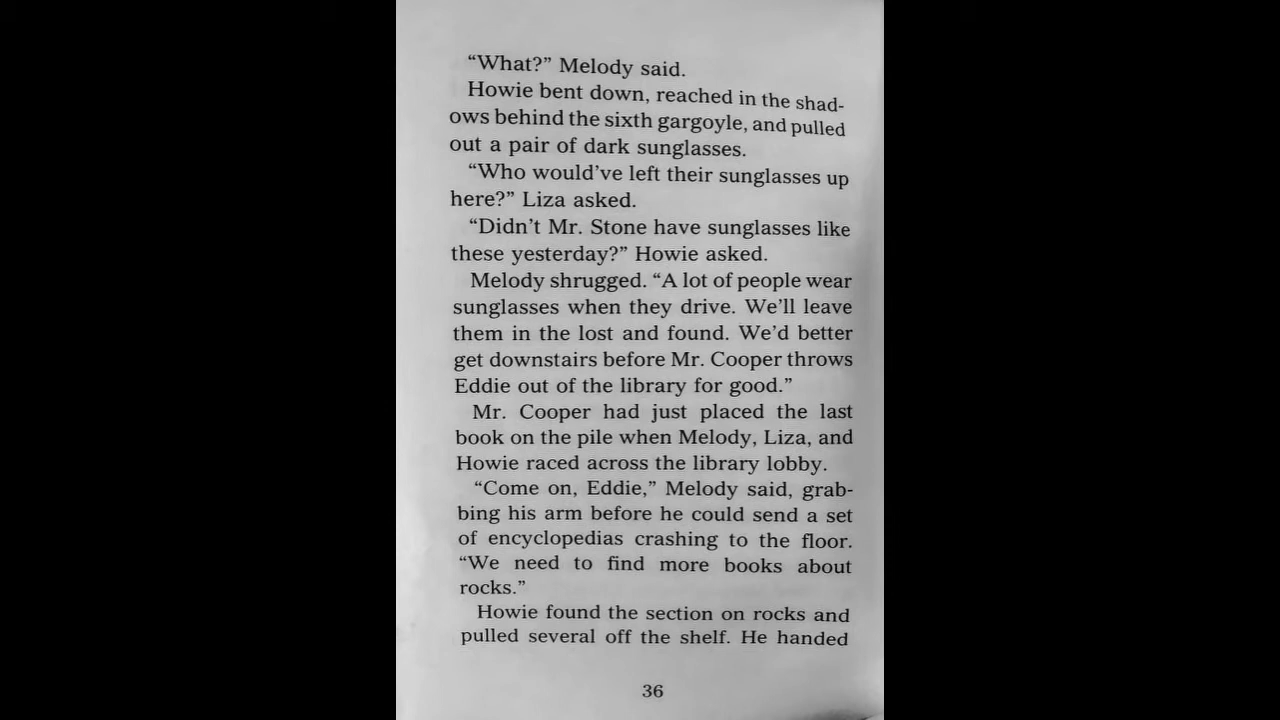 “What?” Melody said.
Howie bent down, reached in the shad-
ows behind the sixth gargoyle, and pulled
out a pair of dark sunglasses.
“Who would’ve left their sunglasses up
here?” Liza asked.
“Didn’t Mr. Stone have sunglasses like
these yesterday?” Howie asked.
Melody shrugged. “A lot of people wear
sunglasses when they drive. We’ll leave
them in the lost and found. We’d better
get downstairs before Mr. Cooper throws
Eddie out of the library for good.”
Mr. Cooper had just placed the last
book on the pile when Melody, Liza, and
Howie raced across the library lobby.
“Come on, Eddie,” Melody said, grab-
bing his arm before he could send a set
of encyclopedias crashing to the floor.
“We need to find more books about
rocks.”
Howie found the section on rocks and
pulled several off the shelf. He handed
36